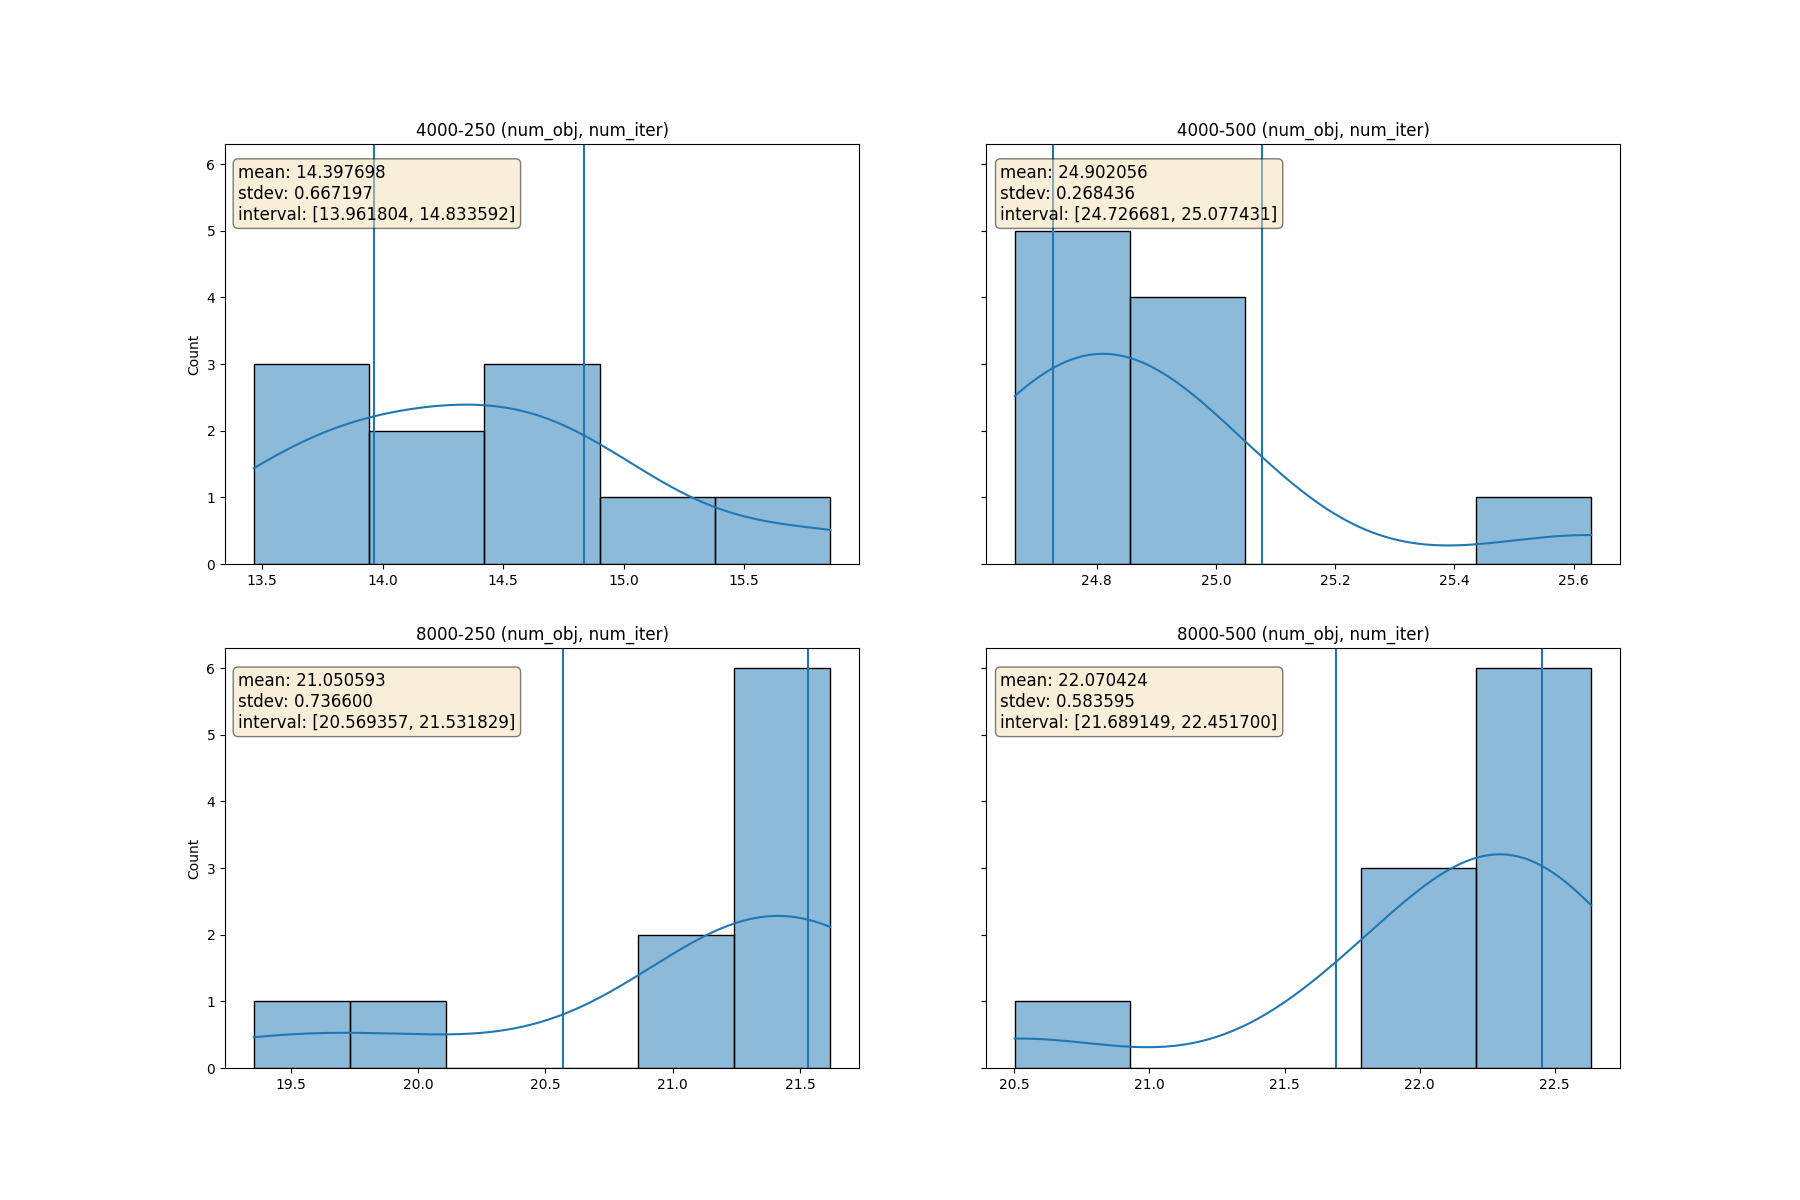 4000-250 (num_obj, num_iter)
mean: 14.397698
stdev: 0.667197
interval: [13.961804, 14.833592]
6
5
4
3
2
1
0
Count
13.5 14.0 14.5 15.0 15.5
4000-500 (num_obj, num_iter)
mean: 24.902056
stdev: 0.268436
interval: [24.726681, 25.077431]
24.8 25.0 25.2 25.4 25.6
8000-250 (num_obj, num_iter)
mean: 21.050593
stdev: 0.736600
interval: [20.569357, 21.531829]
6
5
4
3
2
1
0
Count
19.5 20.0 20.5 21.0 21.5
8000-500 (num_obj, num_iter)
mean: 22.070424
stdev: 0.583595
interval: [21.689149, 22.451700]
20.5 21.0 21.5 22.0 22.5